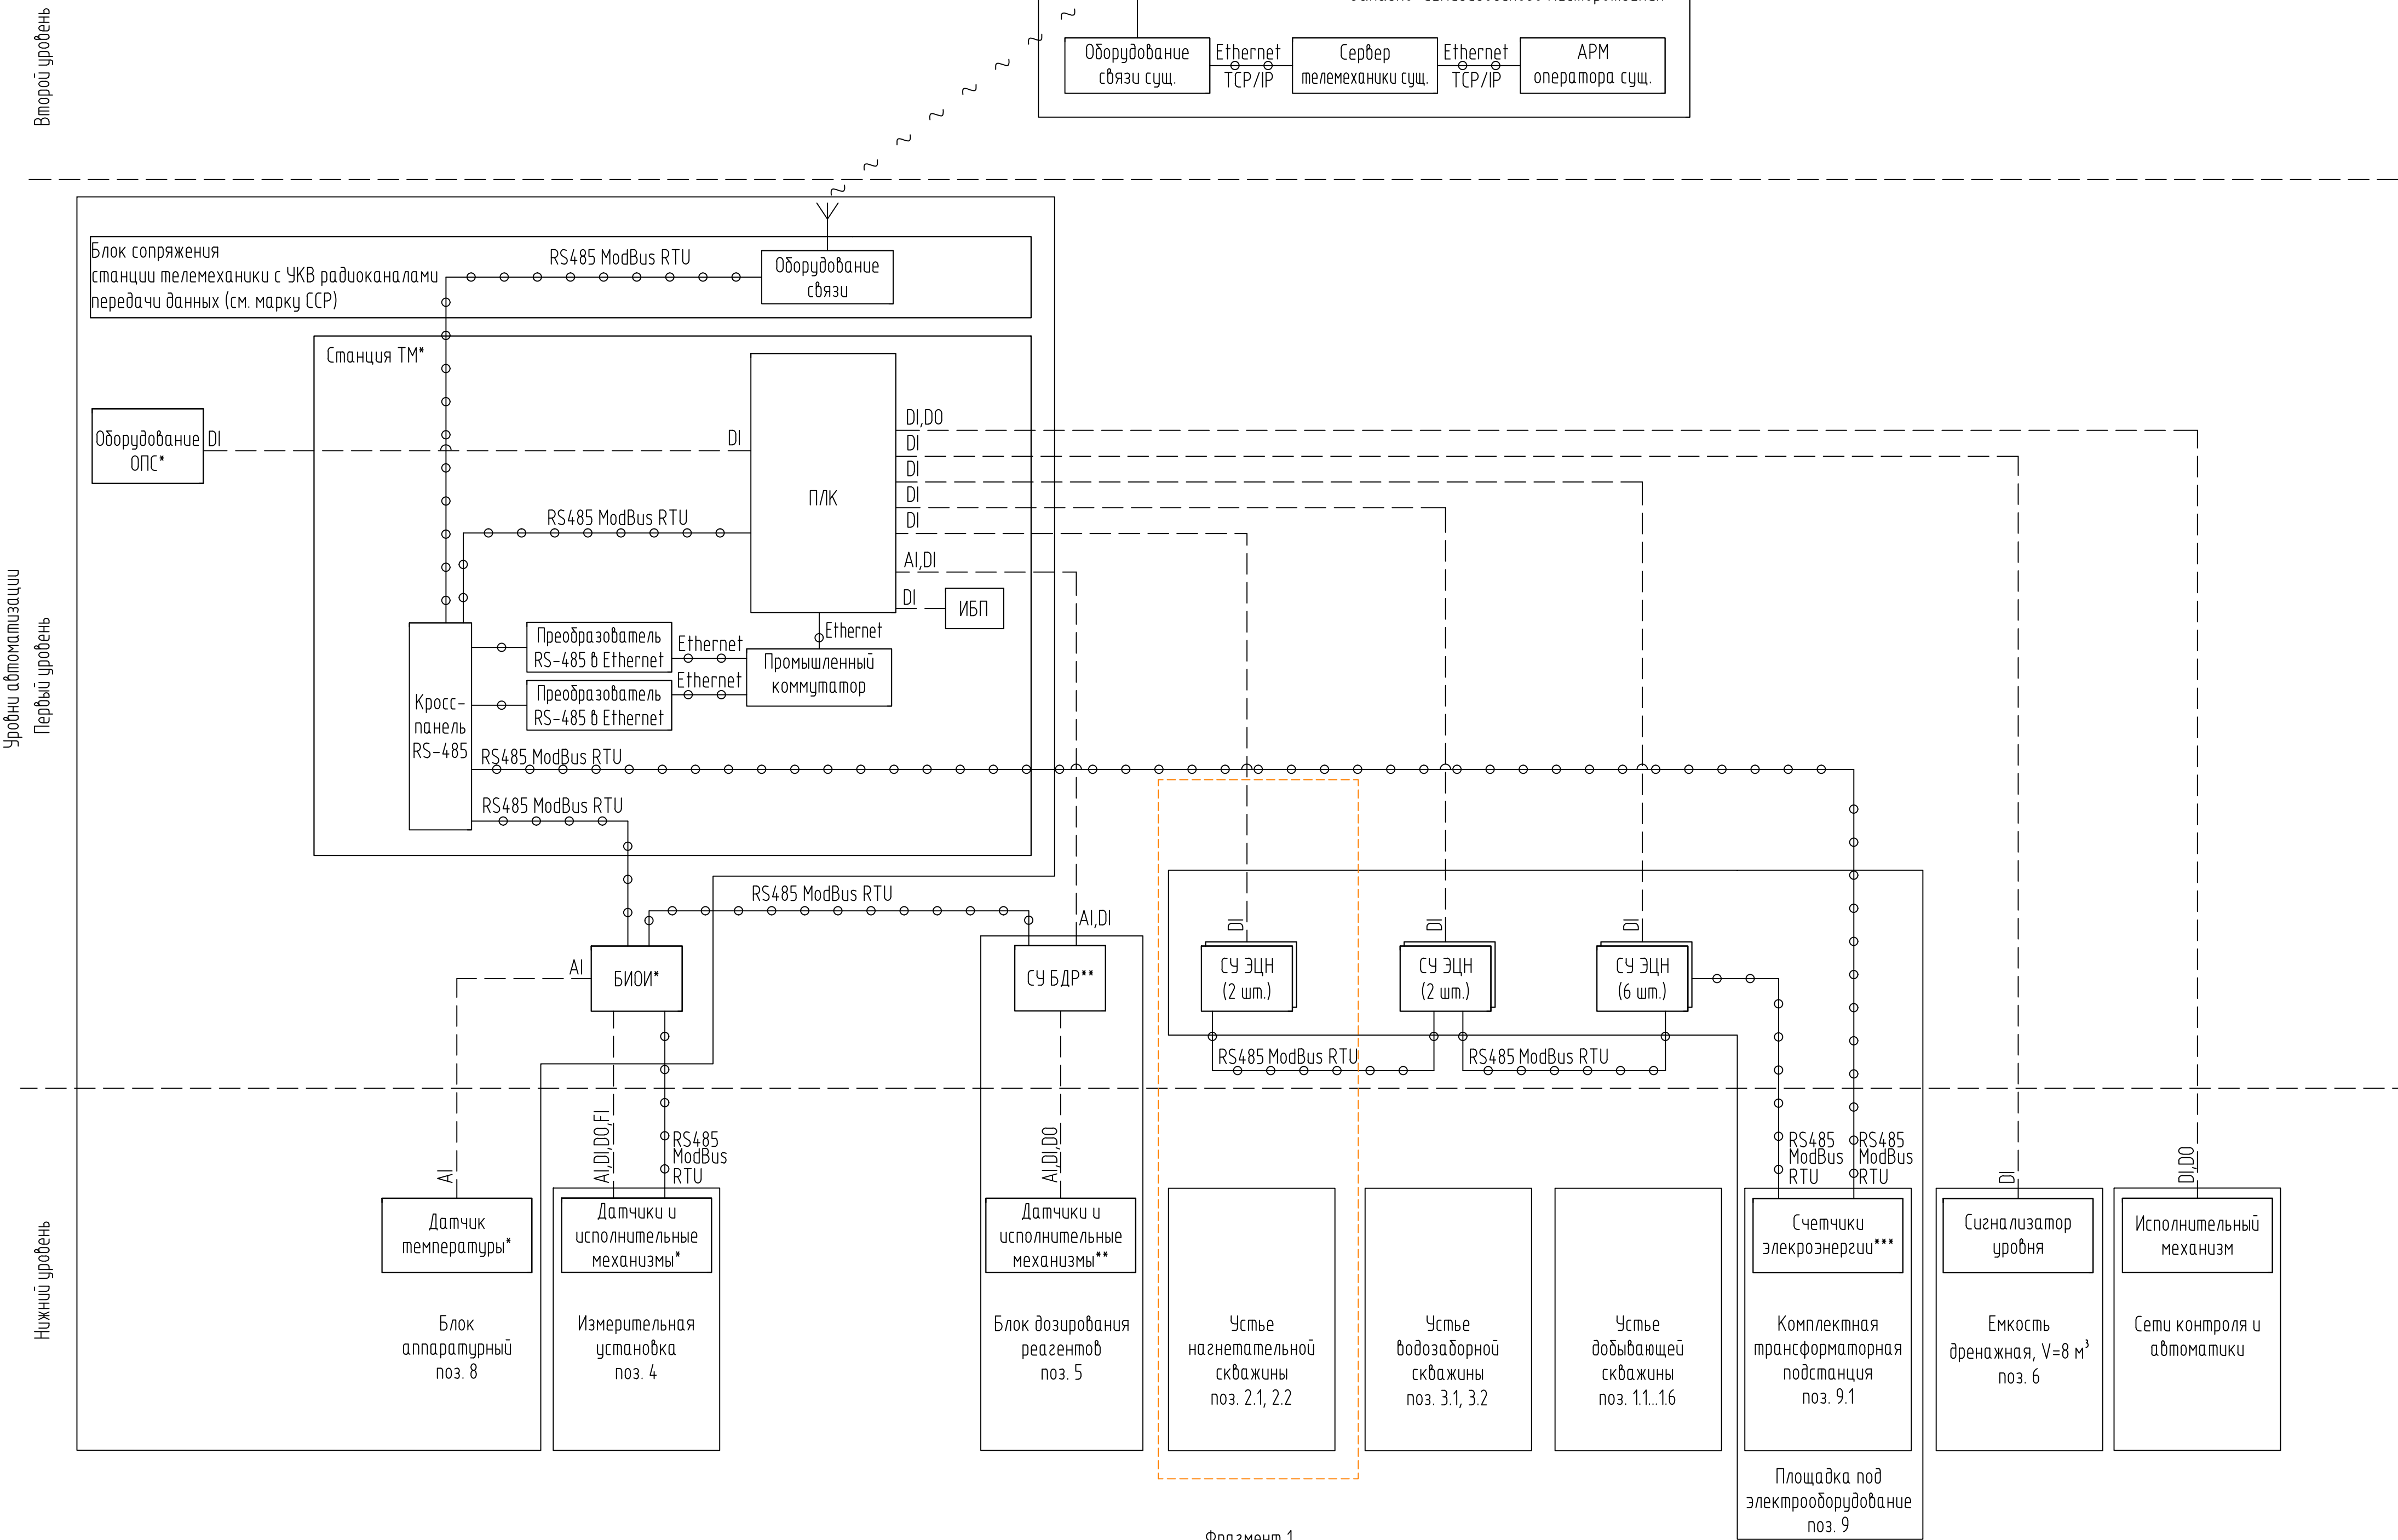 Второй уровень
Оборудование
связи сущ.
Ethernet
TCP/IP
Сервер
телемеханики сущ.
Ethernet
TCP/IP
АРМ
оператора сущ.
Уровни автоматизации
Первый уровень
Блок сопряжения
станции телемеханики с УКВ радиоканалами
передачи данных (см. марку ССР)
RS485 ModBus RTU
Оборудование
связи
Станция ТМ*
Оборудование
ОПС*
DI
DI
ПЛК
DI,DO
DI
DI
DI
DI
AI,DI
DI
ИБП
RS485 ModBus RTU
Ethernet
Преобразователь
RS-485 в Ethernet
Ethernet
Промышленный
коммутатор
Преобразователь
RS-485 в Ethernet
Ethernet
Кросс-
панель
RS-485
RS485 ModBus RTU
RS485 ModBus RTU
RS485 ModBus RTU
AI,DI
AI
БИОИ*
СУ БДР**
DI
СУ ЭЦН
(2 шт.)
DI
СУ ЭЦН
(2 шт.)
DI
СУ ЭЦН
(6 шт.)
RS485 ModBus RTU
RS485 ModBus RTU
Нижний уровень
AI
AI,DI,DO,FI
RS485
ModBus
RTU
AI,DI,DO
RS485
ModBus
RTU
RS485
ModBus
RTU
DI
DI,DO
Датчик
температуры*
Датчики и
исполнительные
механизмы*
Датчики и
исполнительные
механизмы**
Счетчики
элекроэнергии***
Сигнализатор
уровня
Исполнительный
механизм
Блок
аппаратурный
поз. 8
Измерительная
установка
поз. 4
Блок дозирования
реагентов
поз. 5
Устье
нагнетательной
скважины
поз. 2.1, 2.2
Устье
водозаборной
скважины
поз. 3.1, 3.2
Устье
добывающей
скважины
поз. 1.1...1.6
Комплектная
трансформаторная
подстанция
поз. 9.1
Емкость
дренажная, V=8 м³
поз. 6
Сети контроля и
автоматики
Площадка под
электрооборудование
поз. 9
Фрагмент 1